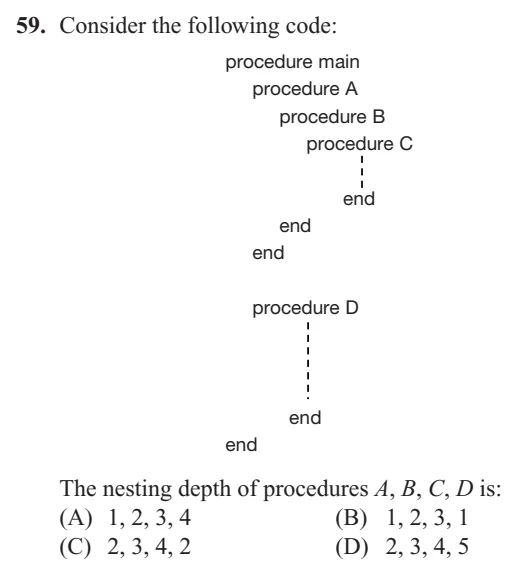 59. Consider the following code:
procedure main
procedure A
procedure B
procedure C
end
end
end
procedure D
end
end
The nesting depth of procedures A, B, C, D is:
(A) 1, 2, 3, 4 (B) 1, 2, 3, 1
(C) 2, 3, 4, 2 (D) 2, 3, 4, 5